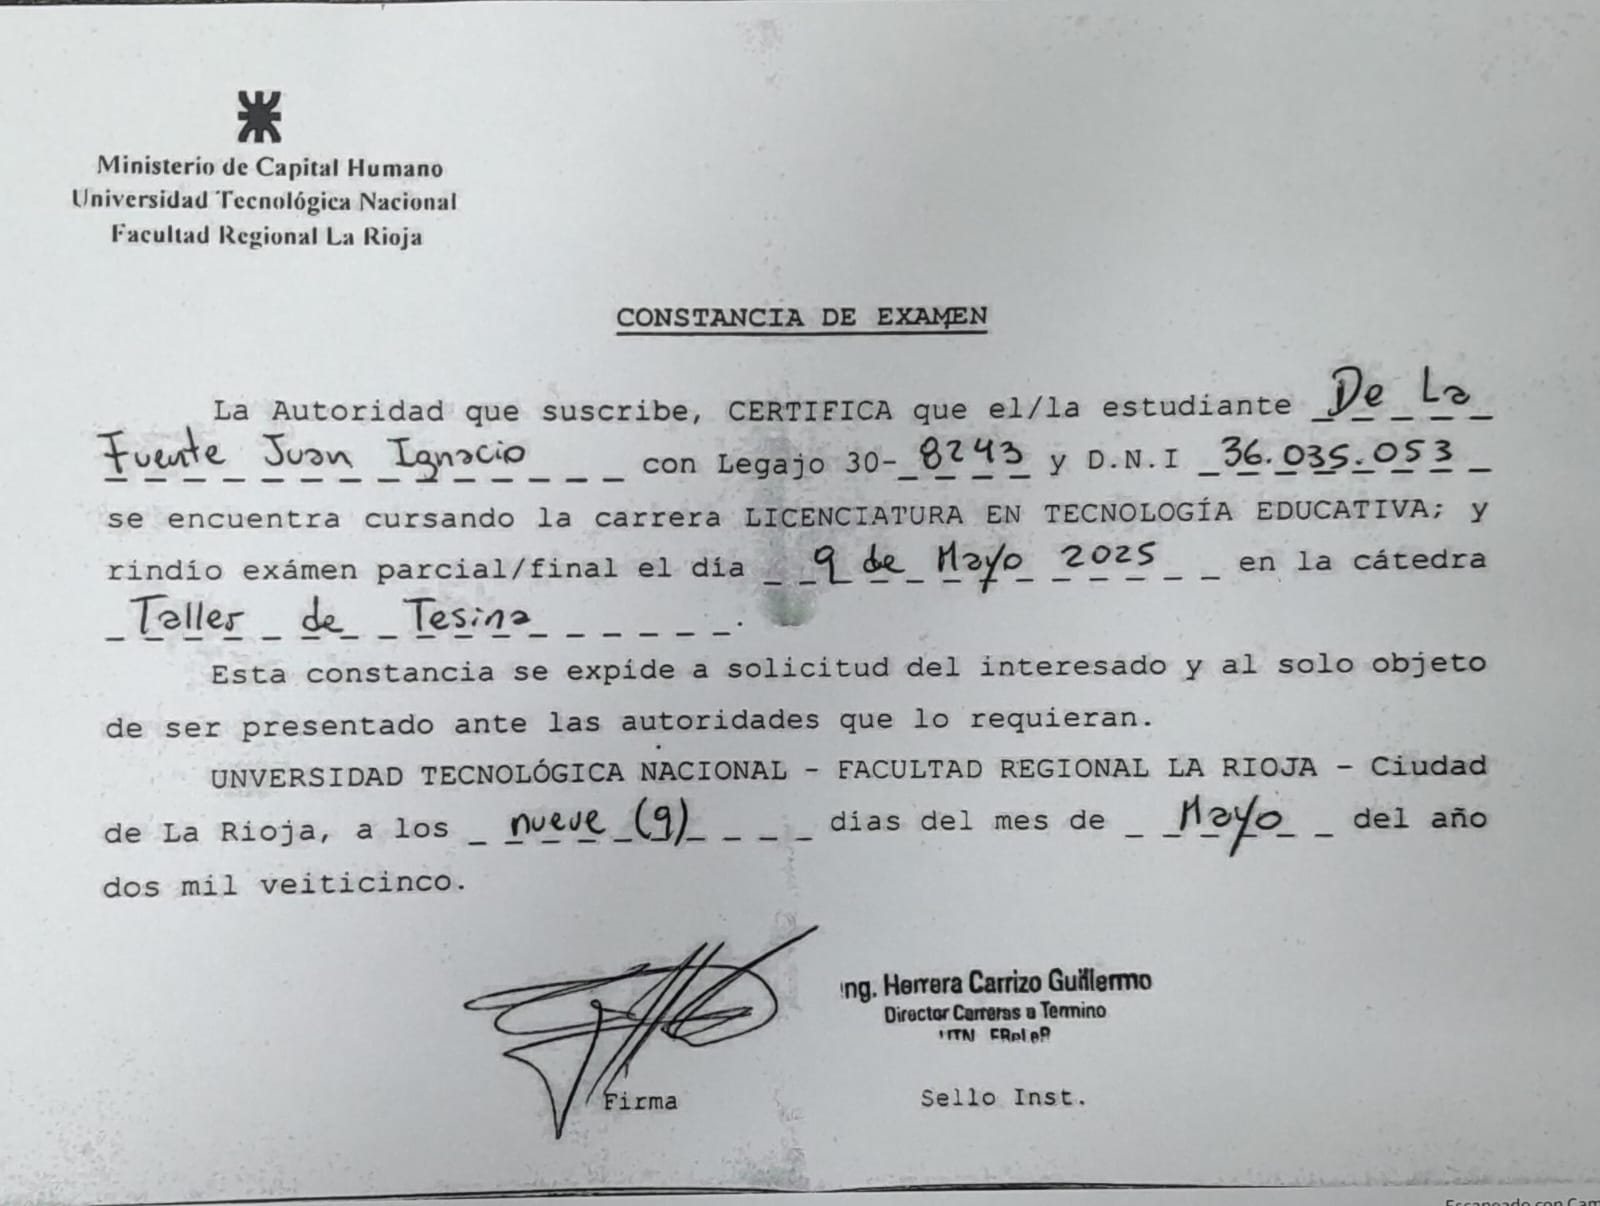 Ministerio de Capital Humano
Universidad Tecnológica Nacional
Facultad Regional La Rioja
CONSTANCIA DE EXAMEN
La Autoridad que suscribe, CERTIFICA que el/la estudiante De La
Fuente Juan Ignacio con Legajo 30-8243 y D.N.I 36.035.053
se encuentra cursando la carrera LICENCIATURA EN TECNOLOGÍA EDUCATIVA; y
rindio exámen parcial/final el día 9 de Mayo 2025 en la cátedra
Taller de Tesina.
Esta constancia se expide a solicitud del interesado y al solo objeto
de ser presentado ante las autoridades que lo requieran.
UNVERSIDAD TECNOLÓGICA NACIONAL - FACULTAD REGIONAL LA RIOJA - Ciudad
de La Rioja, a los nueve (9) dias del mes de Mayo del año
dos mil veiticinco.
Ing. Herrera Carrizo Guillermo
Director Carreras a Termino
UTN
Firma
Sello Inst.
Escaneado con